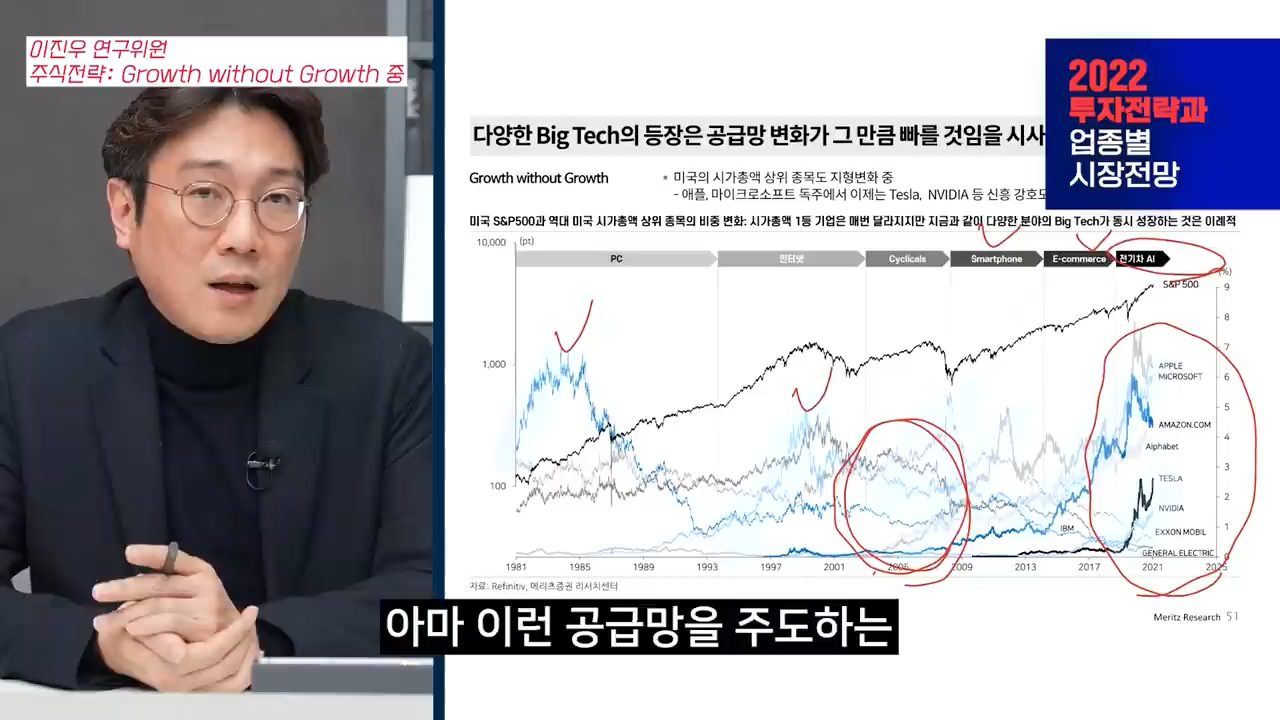 이진우 연구위원
주식전략: Growth without Growth 중
2022
투자전략과
업종별
시장전망
다양한 Big Tech의 등장은 공급망 변화가 그 만큼 빠를 것임을 시사
Growth without Growth
▪ 미국의 시가총액 상위 종목도 지형변화 중
- 애플, 마이크로소프트 독주에서 이제는 Tesla, NVIDIA 등 신흥 강호도
미국 S&P500과 역대 미국 시가총액 상위 종목의 비중 변화: 시가총액 1등 기업은 매번 달라지지만 지금과 같이 다양한 분야의 Big Tech가 동시 성장하는 것은 이례적
10,000 (pt)
PC 인터넷 Cyclicals Smartphone E-commerce 전기차 AI
(%)
S&P 500
9
8
7
1,000
APPLE
MICROSOFT
6
5
AMAZON.COM
4
Alphabet
3
TESLA
100
2
NVIDIA
1
IBM
EXXON MOBIL
GENERAL ELECTRIC
0
1981 1985 1989 1993 1997 2001 2005 2009 2013 2017 2021 2025
자료: Refinitiv, 메리츠증권 리서치센터
아마 이런 공급망을 주도하는
Meritz Research 51